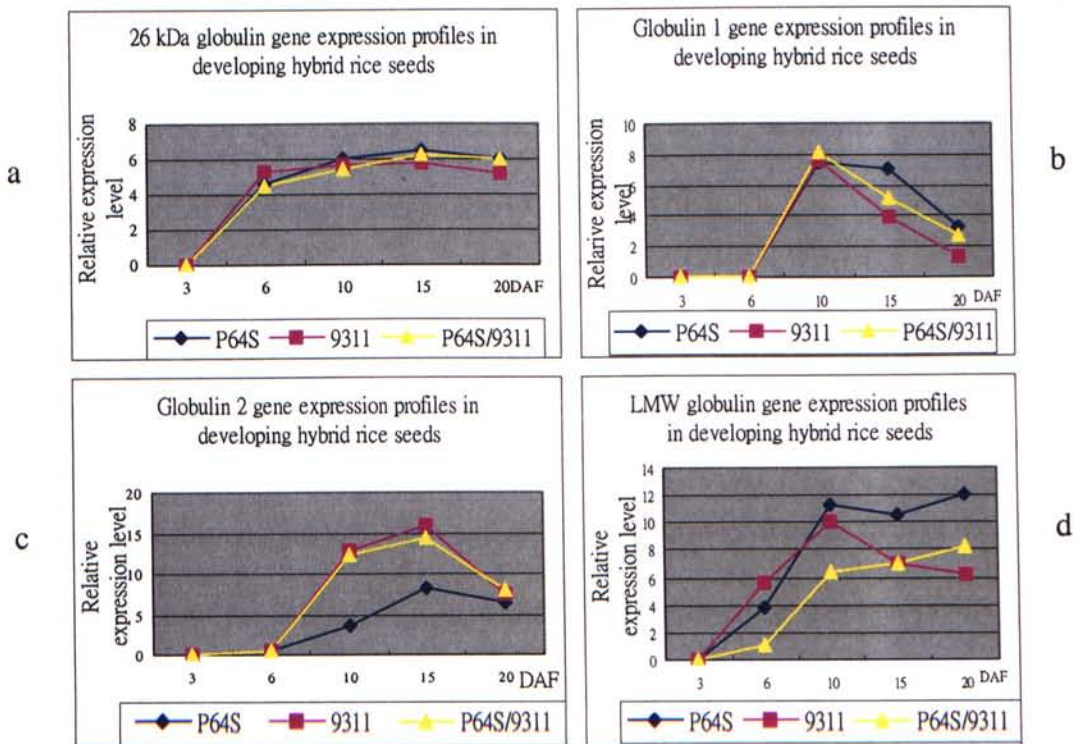 a
26 kDa globulin gene expression profiles in
developing hybrid rice seeds
Relative expression
level
8
6
4
2
0
3 6 10 15 20DAF
P64S 9311 P64S/9311
b
Globulin 1 gene expression profiles in
developing hybrid rice seeds
Relarive expression
level
10
8
6
4
2
0
3 6 10 15 20 DAF
P64S 9311 P64S/9311
c
Globulin 2 gene expression profiles in
developing hybrid rice seeds
Relative
expression level
20
15
10
5
0
3 6 10 15 20 DAF
P64S 9311 P64S/9311
d
LMW globulin gene expression profiles
in developing hybrid rice seeds
Relative
expression level
14
12
10
8
6
4
2
0
3 6 10 15 20 DAF
P64S 9311 P64S/9311